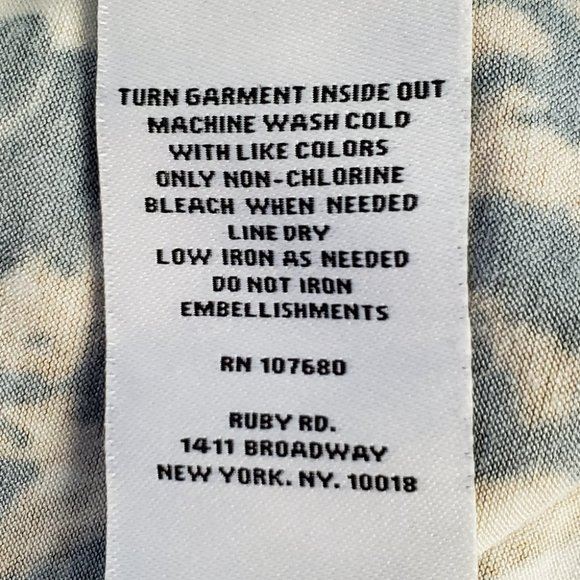 TURN GARMENT INSIDE OUT
MACHINE WASH COLD
WITH LIKE COLORS
ONLY NON-CHLORINE
BLEACH WHEN NEEDED
LINE DRY
LOW IRON AS NEEDED
DO NOT IRON
EMBELLISHMENTS
RN 107680
RUBY RD.
1411 BROADWAY
NEW YORK. NY. 10018